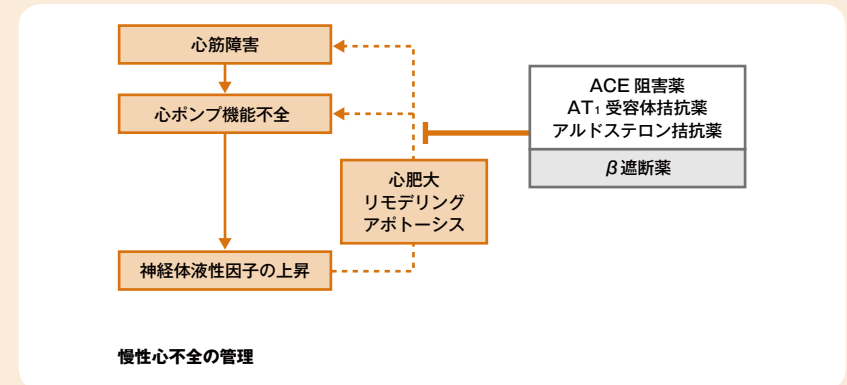 心筋障害
心ポンプ機能不全
神経体液性因子の上昇
心肥大
リモデリング
アポトーシス
ACE 阻害薬
AT₁ 受容体拮抗薬
アルドステロン拮抗薬
β遮断薬
慢性心不全の管理